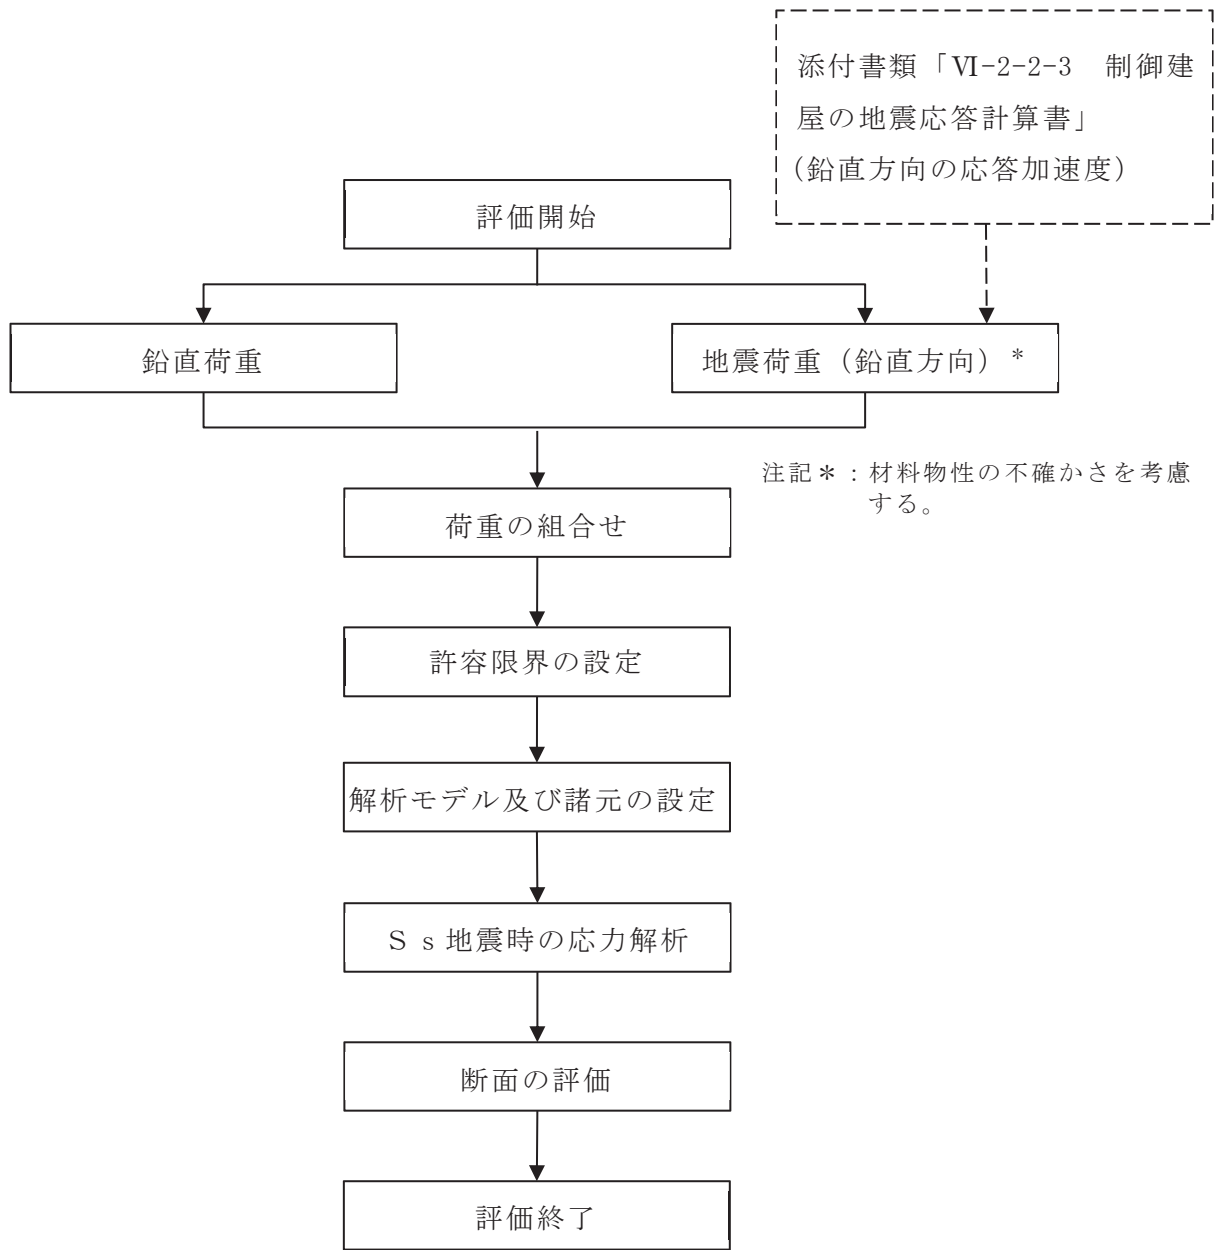 添付書類「Ⅵ-2-2-3　制御建
屋の地震応答計算書」
(鉛直方向の応答加速度)
評価開始
鉛直荷重
地震荷重（鉛直方向）*
注記＊：材料物性の不確かさを考慮
する。
荷重の組合せ
許容限界の設定
解析モデル及び諸元の設定
Ｓｓ地震時の応力解析
断面の評価
評価終了